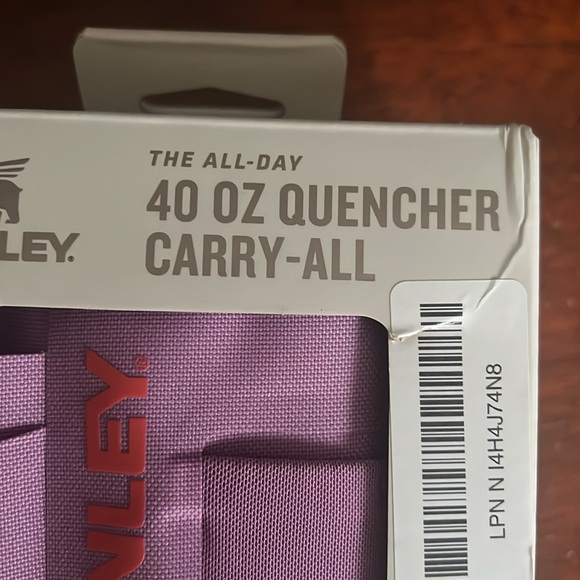 THE ALL-DAY
40 OZ QUENCHER
CARRY-ALL
LEY.
NLEY®
LPN N I4H4J74N8